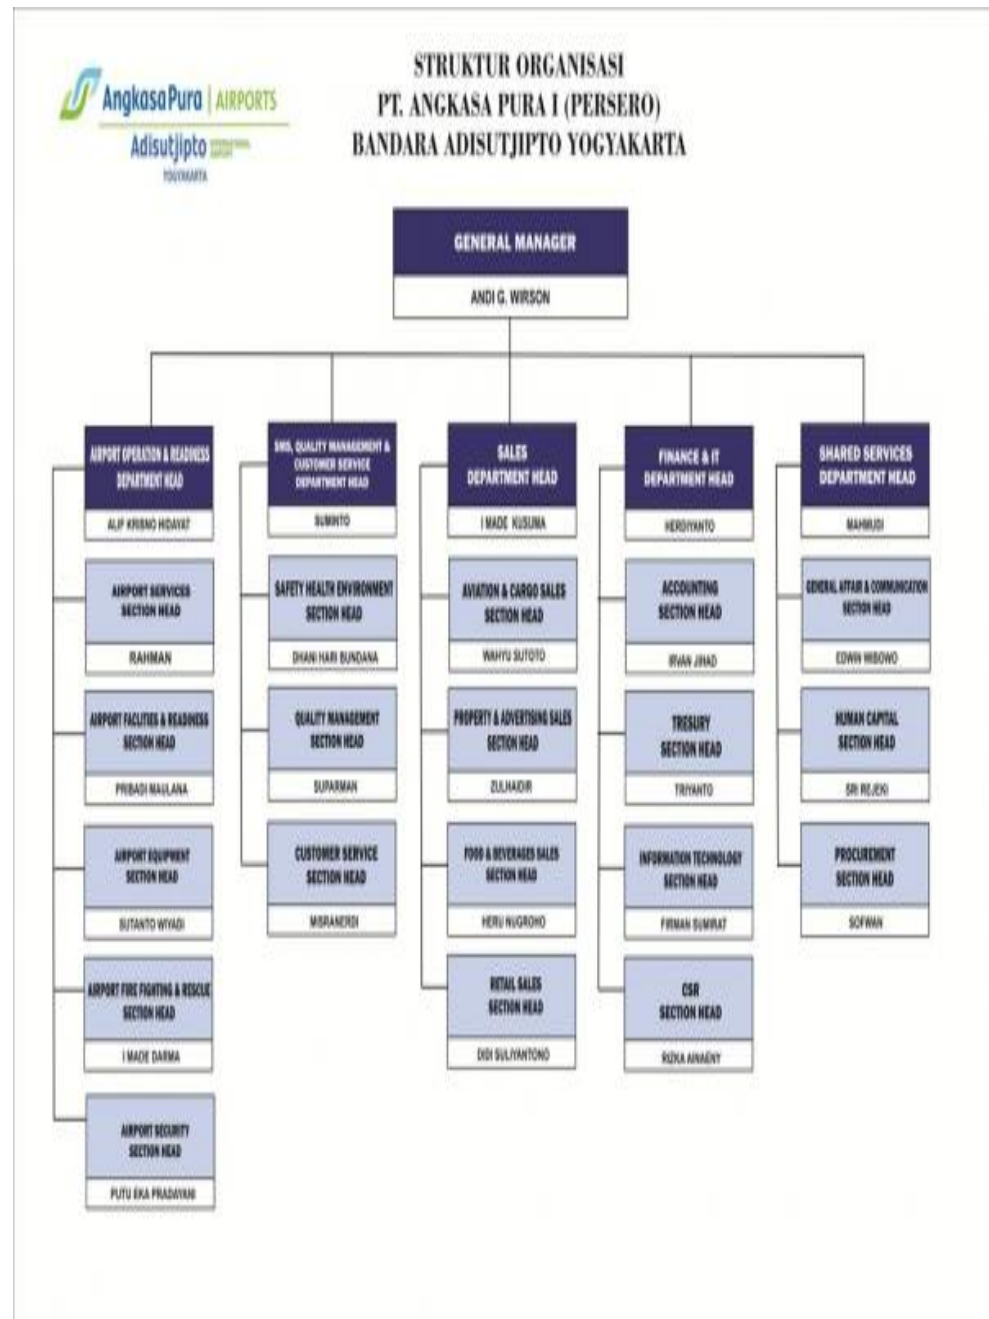 AngkasaPura | AIRPORTS
Adisutjipto
YOGYAKARTA
STRUKTUR ORGANISASI
PT. ANGKASA PURA I (PERSERO)
BANDARA ADISUTJIPTO YOGYAKARTA
GENERAL MANAGER
ANDI G. WIRSON
AIRPORT OPERATION & READINESS
DEPARTMENT HEAD
ALIF KRISNO HIDAYAT
AIRPORT SERVICES
SECTION HEAD
RAHMAN
AIRPORT FACLITIES & READINESS
SECTION HEAD
PRIBADI MAULANA
AIRPORT EQUIPMENT
SECTION HEAD
SUTANTO WIYADI
AIRPORT FIRE FIGHTING & RESCUE
SECTION HEAD
I MADE DARMA
AIRPORT SECURITY
SECTION HEAD
PUTU EKA PRADAYANI
SMS, QUALITY MANAGEMENT &
CUSTOMER SERVICE
DEPARTMENT HEAD
SUMINTO
SAFETY HEALTH ENVIRONMENT
SECTION HEAD
DHANI HARI BUNDANA
QUALITY MANAGEMENT
SECTION HEAD
SUPARMAN
CUSTOMER SERVICE
SECTION HEAD
MISRANERDI
SALES
DEPARTMENT HEAD
I MADE KUSUMA
AVIATION & CARGO SALES
SECTION HEAD
WAHYU SUTOTO
PROPERTY & ADVERTISING SALES
SECTION HEAD
ZULHAIDIR
FOOD & BEVERAGES SALES
SECTION HEAD
HERU NUGROHO
RETAIL SALES
SECTION HEAD
DIDI SULIYANTONO
FINANCE & IT
DEPARTMENT HEAD
HERDIYANTO
ACCOUNTING
SECTION HEAD
IRVAN JIHAD
TRESURY
SECTION HEAD
TRIYANTO
INFORMATION TECHNOLOGY
SECTION HEAD
FIRMAN SUMIRAT
CSR
SECTION HEAD
RIZKA
SHARED SERVICES
DEPARTMENT HEAD
MAHMUDI
GENERAL AFFAIR & COMMUNICATION
SECTION HEAD
EDWIN WIBOWO
HUMAN CAPITAL
SECTION HEAD
SRI REJEKI
PROCUREMENT
SECTION HEAD
SOFWAN